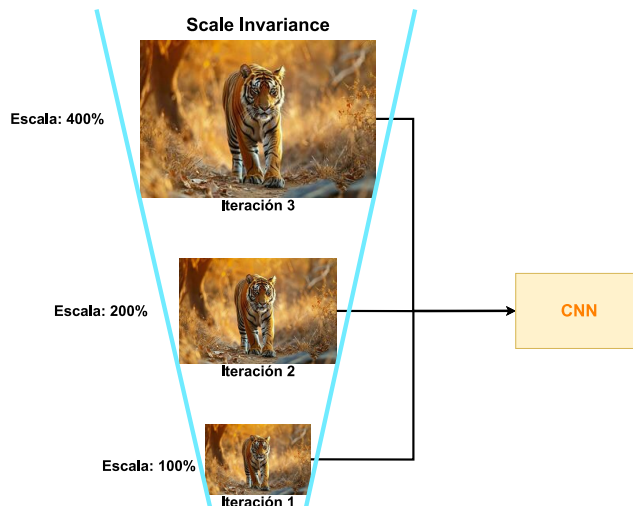 Scale Invariance
Escala: 400%
Iteración 3
Escala: 200%
CNN
Iteración 2
Escala: 100%
Iteración 1